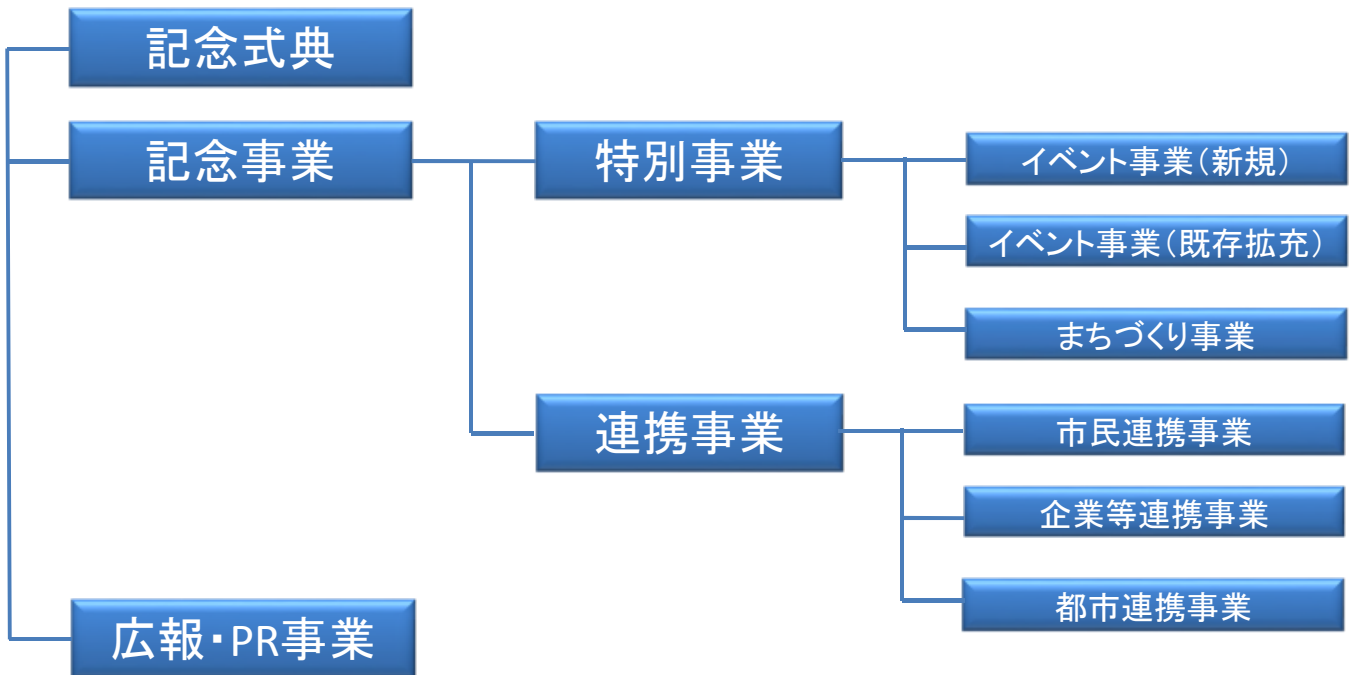 記念式典
記念事業
特別事業
イベント事業（新規）
イベント事業（既存拡充）
まちづくり事業
連携事業
市民連携事業
企業等連携事業
都市連携事業
広報・PR事業